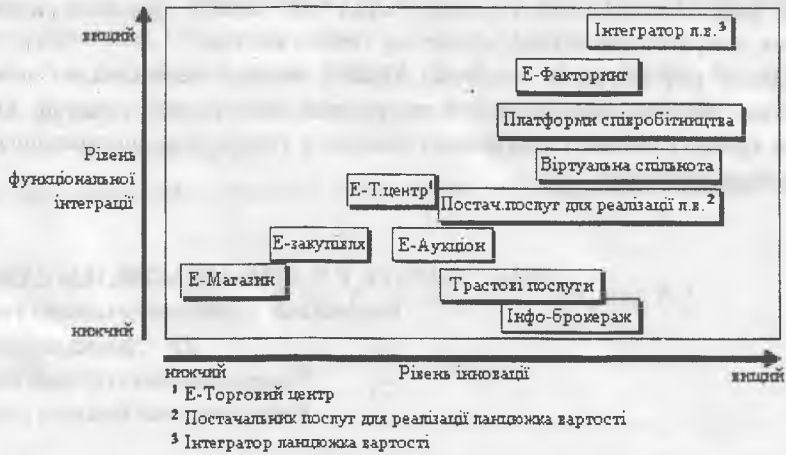 вищий
Інтегратор л.в.³
Е-Факторинг
Платформи співробітництва
Рівень
функціональної
інтеграції
Віртуальна спільнота
Е-Т.центр¹
Постач.послуг для реалізації л.в.²
Е-закупівля
Е-Аукціон
Е-Магазин
Трастові послуги
Інфо-брокераж
нижчий
нижчий
Рівень інновації
вищий
¹ Е-Торговий центр
² Постачальник послуг для реалізації ланцюжка вартості
³ Інтегратор ланцюжка вартості